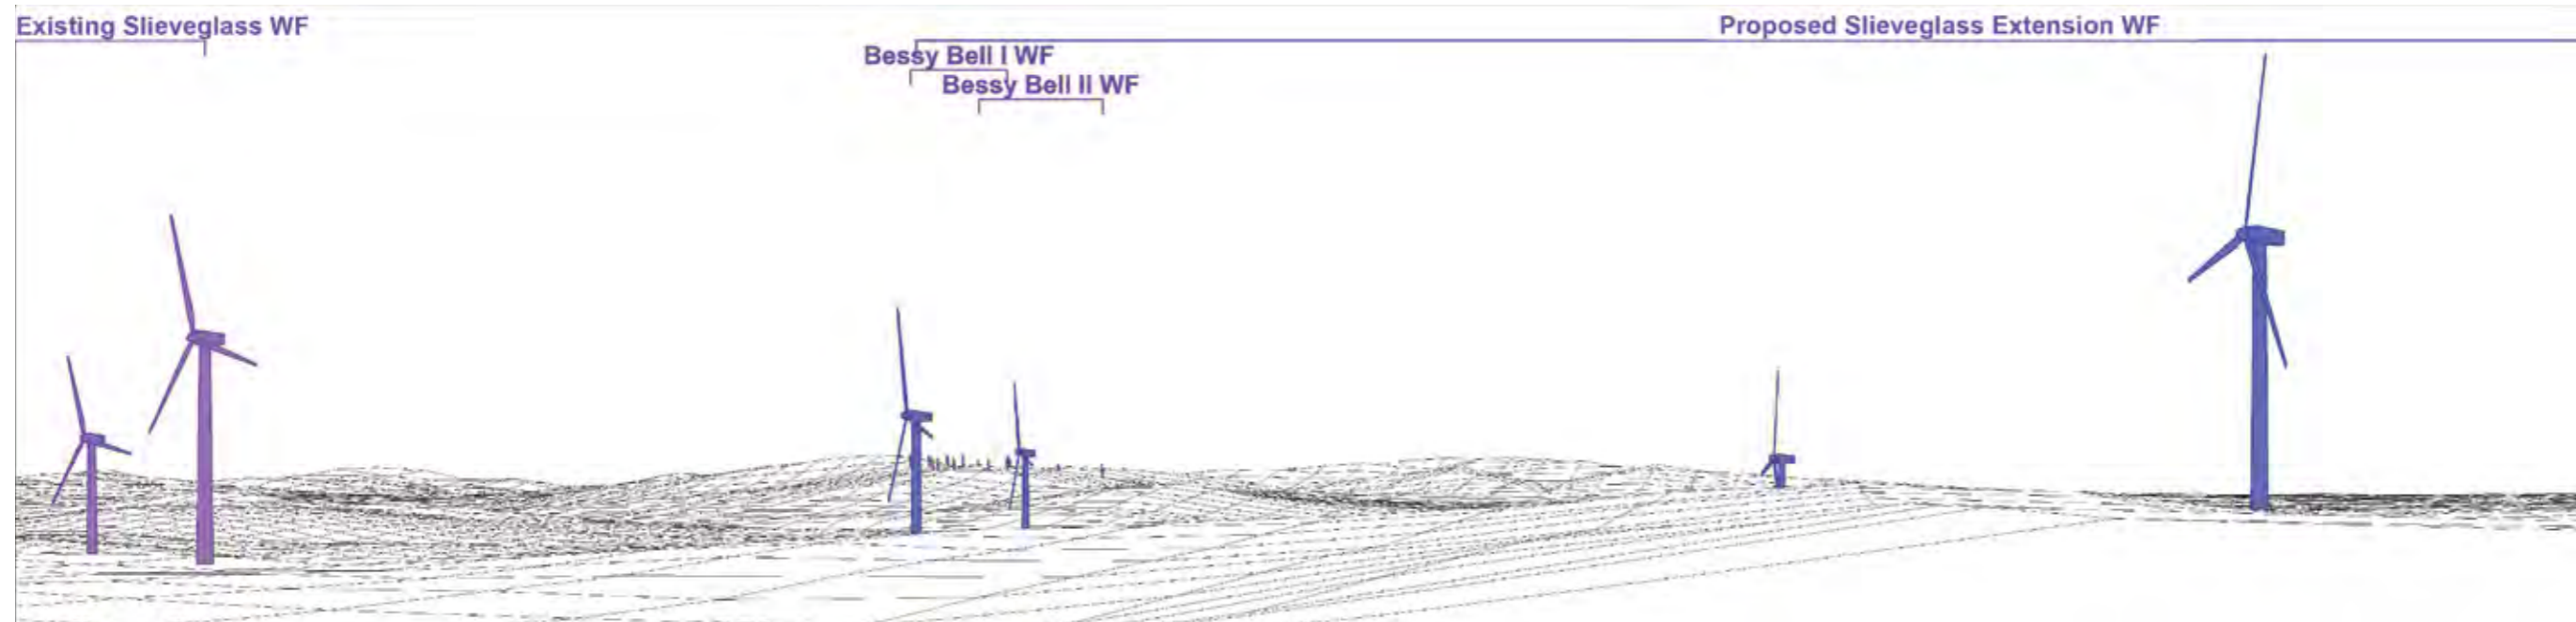 Existing Slieveglass WF
Proposed Slieveglass Extension WF
Bessy Bell I WF
Bessy Bell II WF